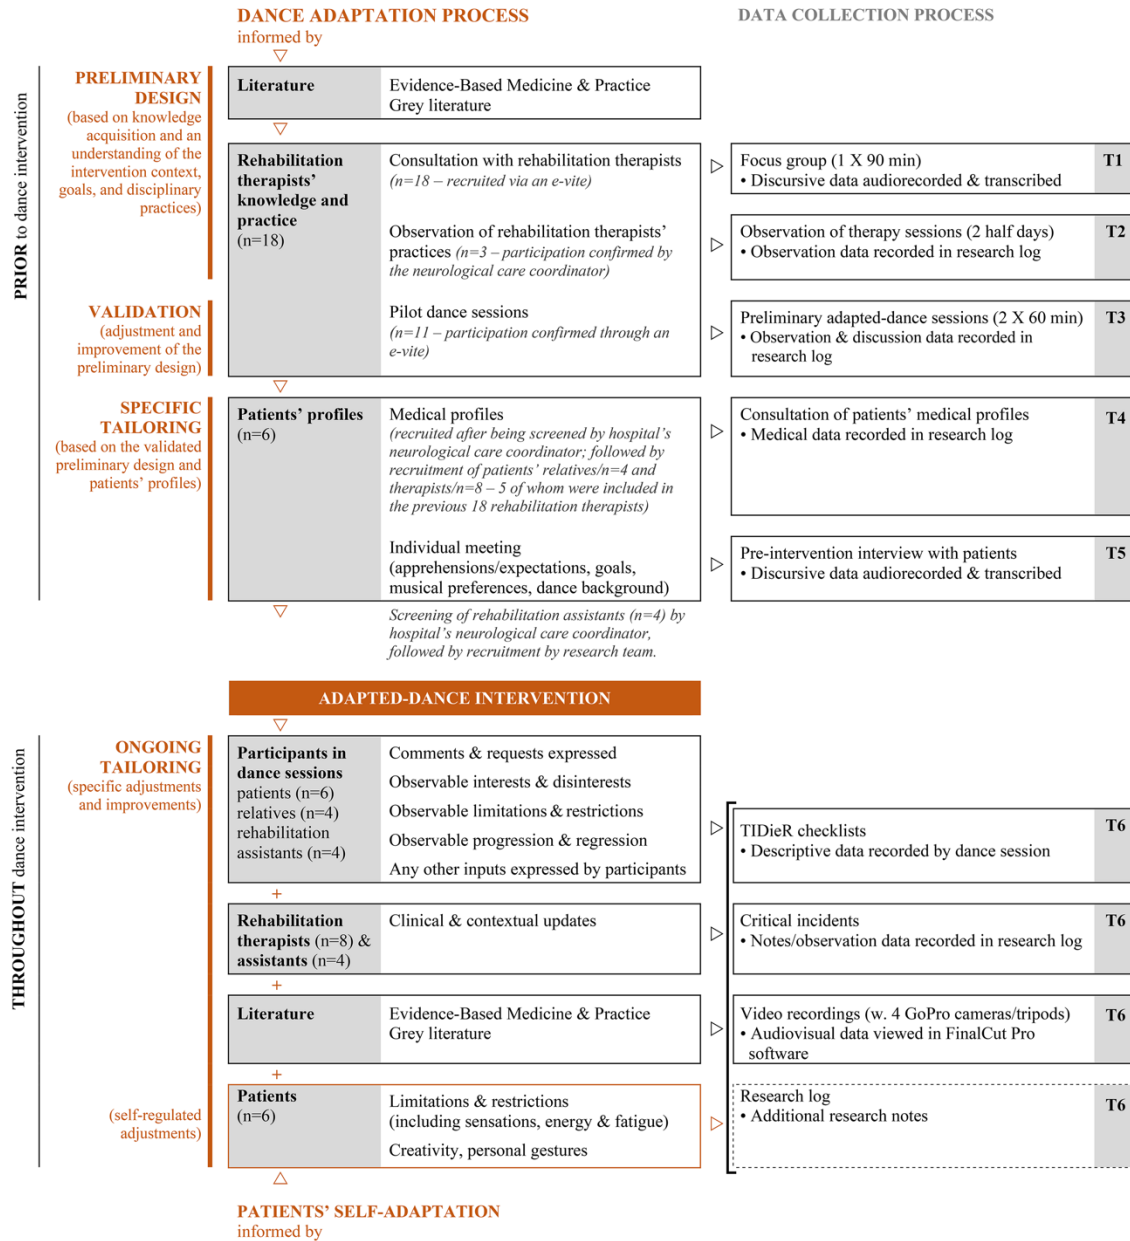 DANCE ADAPTATION PROCESS
informed by
DATA COLLECTION PROCESS
PRIOR to dance intervention
PRELIMINARY
DESIGN
(based on knowledge
acquisition and an
understanding of the
intervention context,
goals, and disciplinary
practices)
Literature
Evidence-Based Medicine & Practice
Grey literature
Rehabilitation
therapists'
knowledge and
practice
(n=18)
Consultation with rehabilitation therapists
(n=18 – recruited via an e-vite)
Focus group (1 X 90 min)
• Discursive data audiorecorded & transcribed
T1
Observation of rehabilitation therapists'
practices (n=3 – participation confirmed
by the neurological care coordinator)
Observation of therapy sessions (2 half days)
• Observation data recorded in research log
T2
VALIDATION
(adjustment and
improvement of the
preliminary design)
Pilot dance sessions
(n=11 – participation confirmed through an
e-vite)
Preliminary adapted-dance sessions (2 X 60 min)
• Observation & discussion data recorded in
research log
T3
SPECIFIC
TAILORING
(based on the validated
preliminary design and
patients' profiles)
Patients' profiles
(n=6)
Medical profiles
(recruited after being screened by hospital's
neurological care coordinator; followed by
recruitment of patients' relatives/n=4 and
therapists/n=8 – 5 of whom were included in
the previous 18 rehabilitation therapists)
Consultation of patients' medical profiles
• Medical data recorded in research log
T4
Individual meeting
(apprehensions/expectations, goals,
musical preferences, dance background)
Pre-intervention interview with patients
• Discursive data audiorecorded & transcribed
T5
Screening of rehabilitation assistants (n=4) by
hospital's neurological care coordinator,
followed by recruitment by research team.
ADAPTED-DANCE INTERVENTION
THROUGHOUT dance intervention
ONGOING
TAILORING
(specific adjustments
and improvements)
Participants in
dance sessions
patients (n=6)
relatives (n=4)
rehabilitation
assistants (n=4)
Comments & requests expressed
Observable interests & disinterests
Observable limitations & restrictions
Observable progression & regression
Any other inputs expressed by participants
TIDieR checklists
• Descriptive data recorded by dance session
T6
+
Rehabilitation
therapists (n=8) &
assistants (n=4)
Clinical & contextual updates
Critical incidents
• Notes/observation data recorded in research log
T6
+
Literature
Evidence-Based Medicine & Practice
Grey literature
Video recordings (w. 4 GoPro cameras/tripods)
• Audiovisual data viewed in FinalCut Pro
software
T6
+
(self-regulated
adjustments)
Patients
(n=6)
Limitations & restrictions
(including sensations, energy & fatigue)
Creativity, personal gestures
Research log
• Additional research notes
T6
PATIENTS' SELF-ADAPTATION
informed by